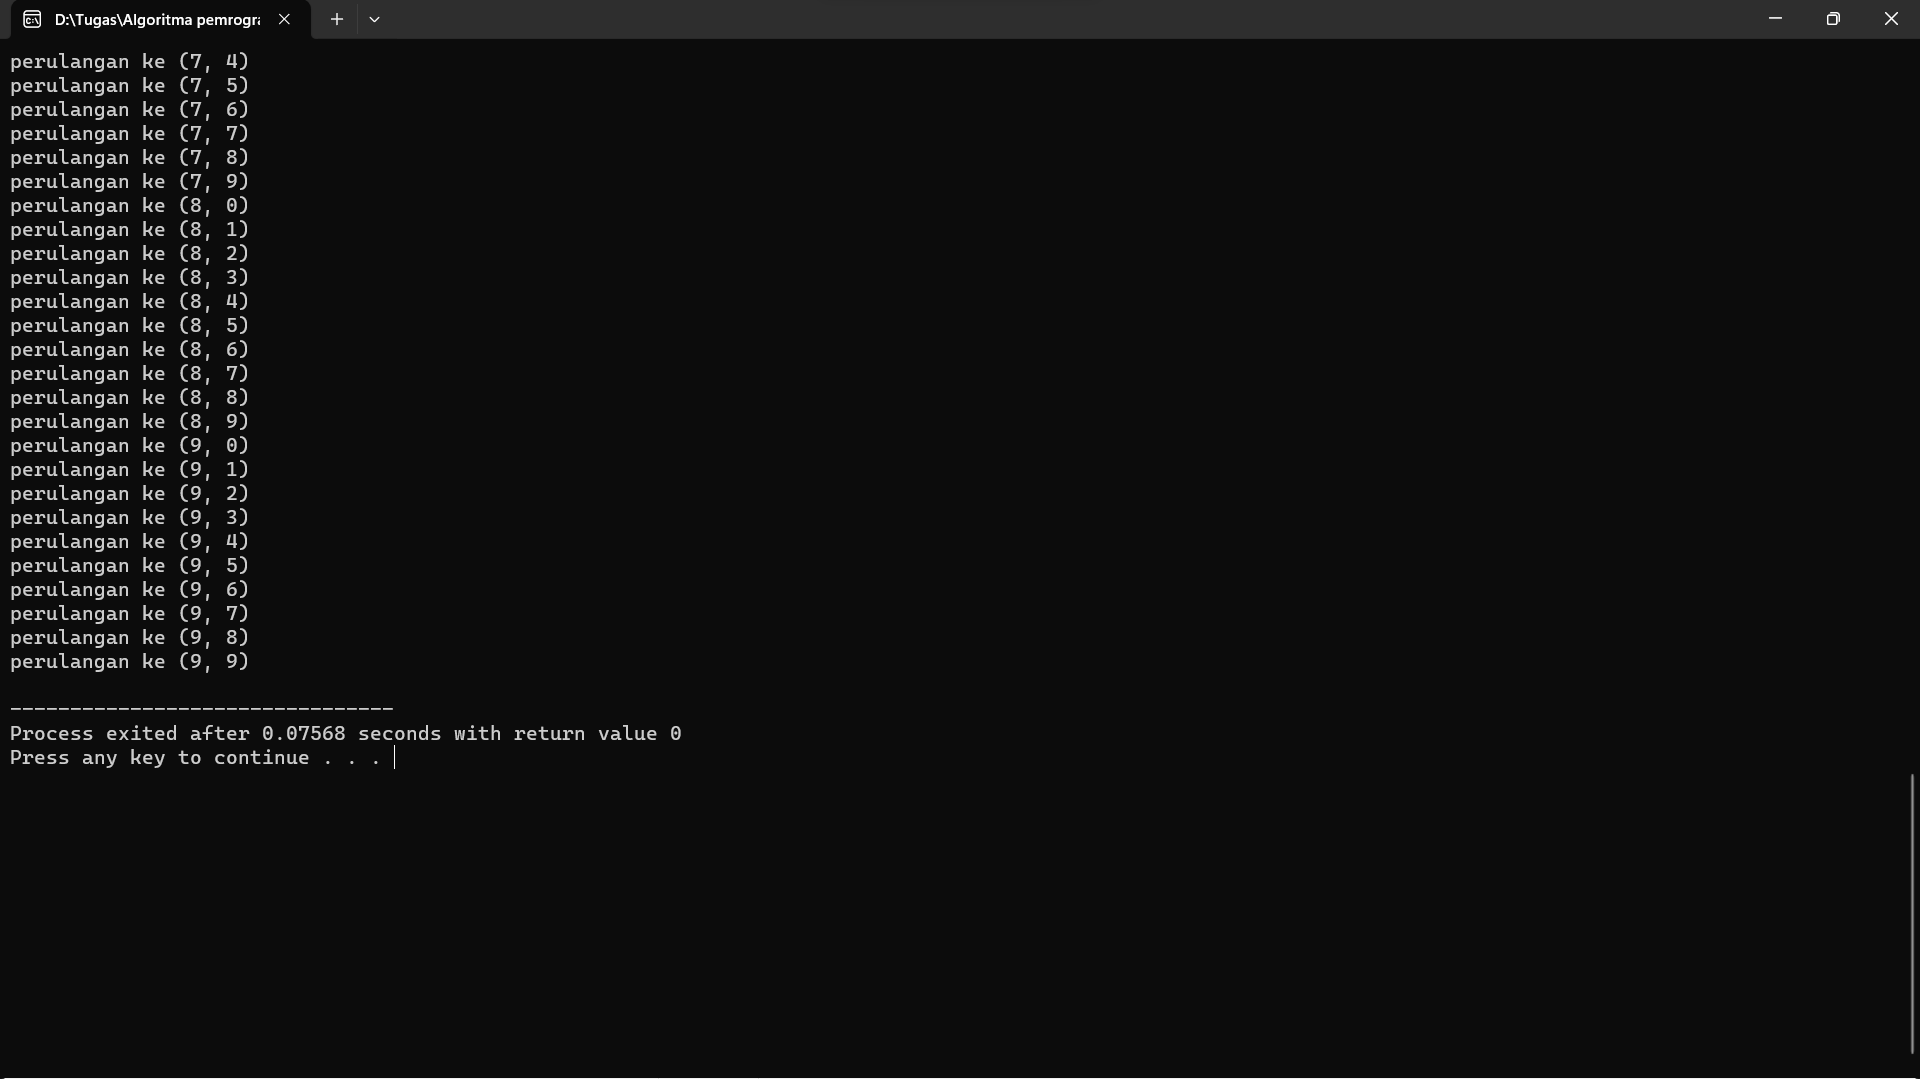 D:\Tugas\Algoritma pemrogra
perulangan ke (7, 4)
perulangan ke (7, 5)
perulangan ke (7, 6)
perulangan ke (7, 7)
perulangan ke (7, 8)
perulangan ke (7, 9)
perulangan ke (8, 0)
perulangan ke (8, 1)
perulangan ke (8, 2)
perulangan ke (8, 3)
perulangan ke (8, 4)
perulangan ke (8, 5)
perulangan ke (8, 6)
perulangan ke (8, 7)
perulangan ke (8, 8)
perulangan ke (8, 9)
perulangan ke (9, 0)
perulangan ke (9, 1)
perulangan ke (9, 2)
perulangan ke (9, 3)
perulangan ke (9, 4)
perulangan ke (9, 5)
perulangan ke (9, 6)
perulangan ke (9, 7)
perulangan ke (9, 8)
perulangan ke (9, 9)
--------------------------------
Process exited after 0.07568 seconds with return value 0
Press any key to continue . . .